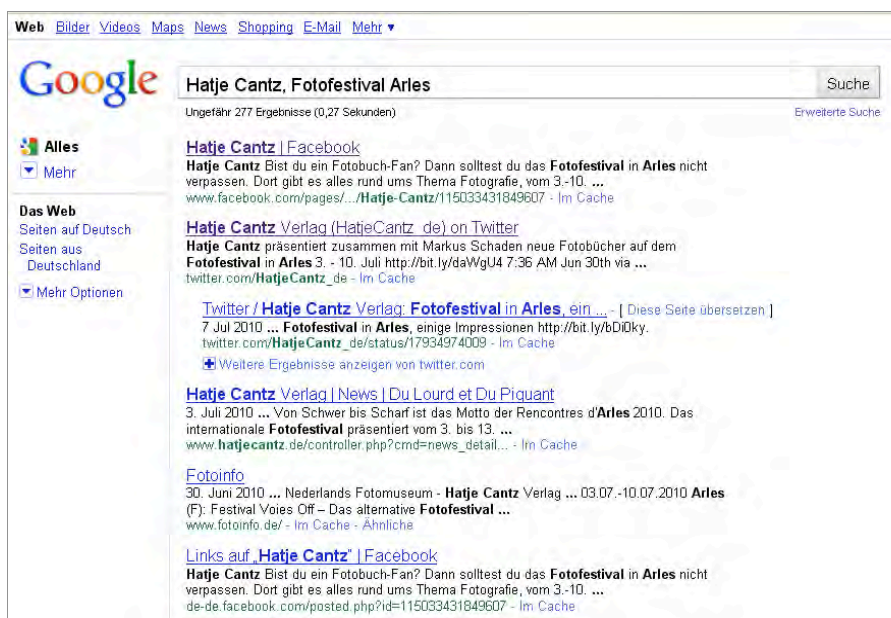 Web Bilder Videos Maps News Shopping E-Mail Mehr ▼
Google
Hatje Cantz, Fotofestival Arles
Suche
Ungefähr 277 Ergebnisse (0,27 Sekunden)
Erweiterte Suche
Alles
Mehr
Das Web
Seiten auf Deutsch
Seiten aus
Deutschland
Mehr Optionen
Hatje Cantz | Facebook
Hatje Cantz Bist du ein Fotobuch-Fan? Dann solltest du das Fotofestival in Arles nicht
verpassen. Dort gibt es alles rund ums Thema Fotografie, vom 3.-10. ...
www.facebook.com/pages/.../Hatje-Cantz/115033431849607 - Im Cache
Hatje Cantz Verlag (HatjeCantz_de) on Twitter
Hatje Cantz präsentiert zusammen mit Markus Schaden neue Fotobücher auf dem
Fotofestival in Arles 3. - 10. Juli http://bit.ly/daWgU4 7:36 AM Jun 30th via ...
twitter.com/HatjeCantz_de - Im Cache
Twitter / Hatje Cantz Verlag: Fotofestival in Arles, ein ... - [ Diese Seite übersetzen ]
7 Jul 2010 ... Fotofestival in Arles, einige Impressionen http://bit.ly/bDi0ky.
twitter.com/HatjeCantz_de/status/17934974009 - Im Cache
Weitere Ergebnisse anzeigen von twitter.com
Hatje Cantz Verlag | News | Du Lourd et Du Piquant
3. Juli 2010 ... Von Schwer bis Scharf ist das Motto der Rencontres d'Arles 2010. Das
internationale Fotofestival präsentiert vom 3. bis 13. ...
www.hatjecantz.de/controller.php?cmd=news_detail... - Im Cache
Fotoinfo
30. Juni 2010 ... Nederlands Fotomuseum - Hatje Cantz Verlag ... 03.07.-10.07.2010 Arles
(F): Festival Voies Off – Das alternative Fotofestival ...
www.fotoinfo.de/ - Im Cache - Ähnliche
Links auf „Hatje Cantz" | Facebook
Hatje Cantz Bist du ein Fotobuch-Fan? Dann solltest du das Fotofestival in Arles nicht
verpassen. Dort gibt es alles rund ums Thema Fotografie, vom 3.-10. ...
de-de.facebook.com/posted.php?id=115033431849607 - Im Cache